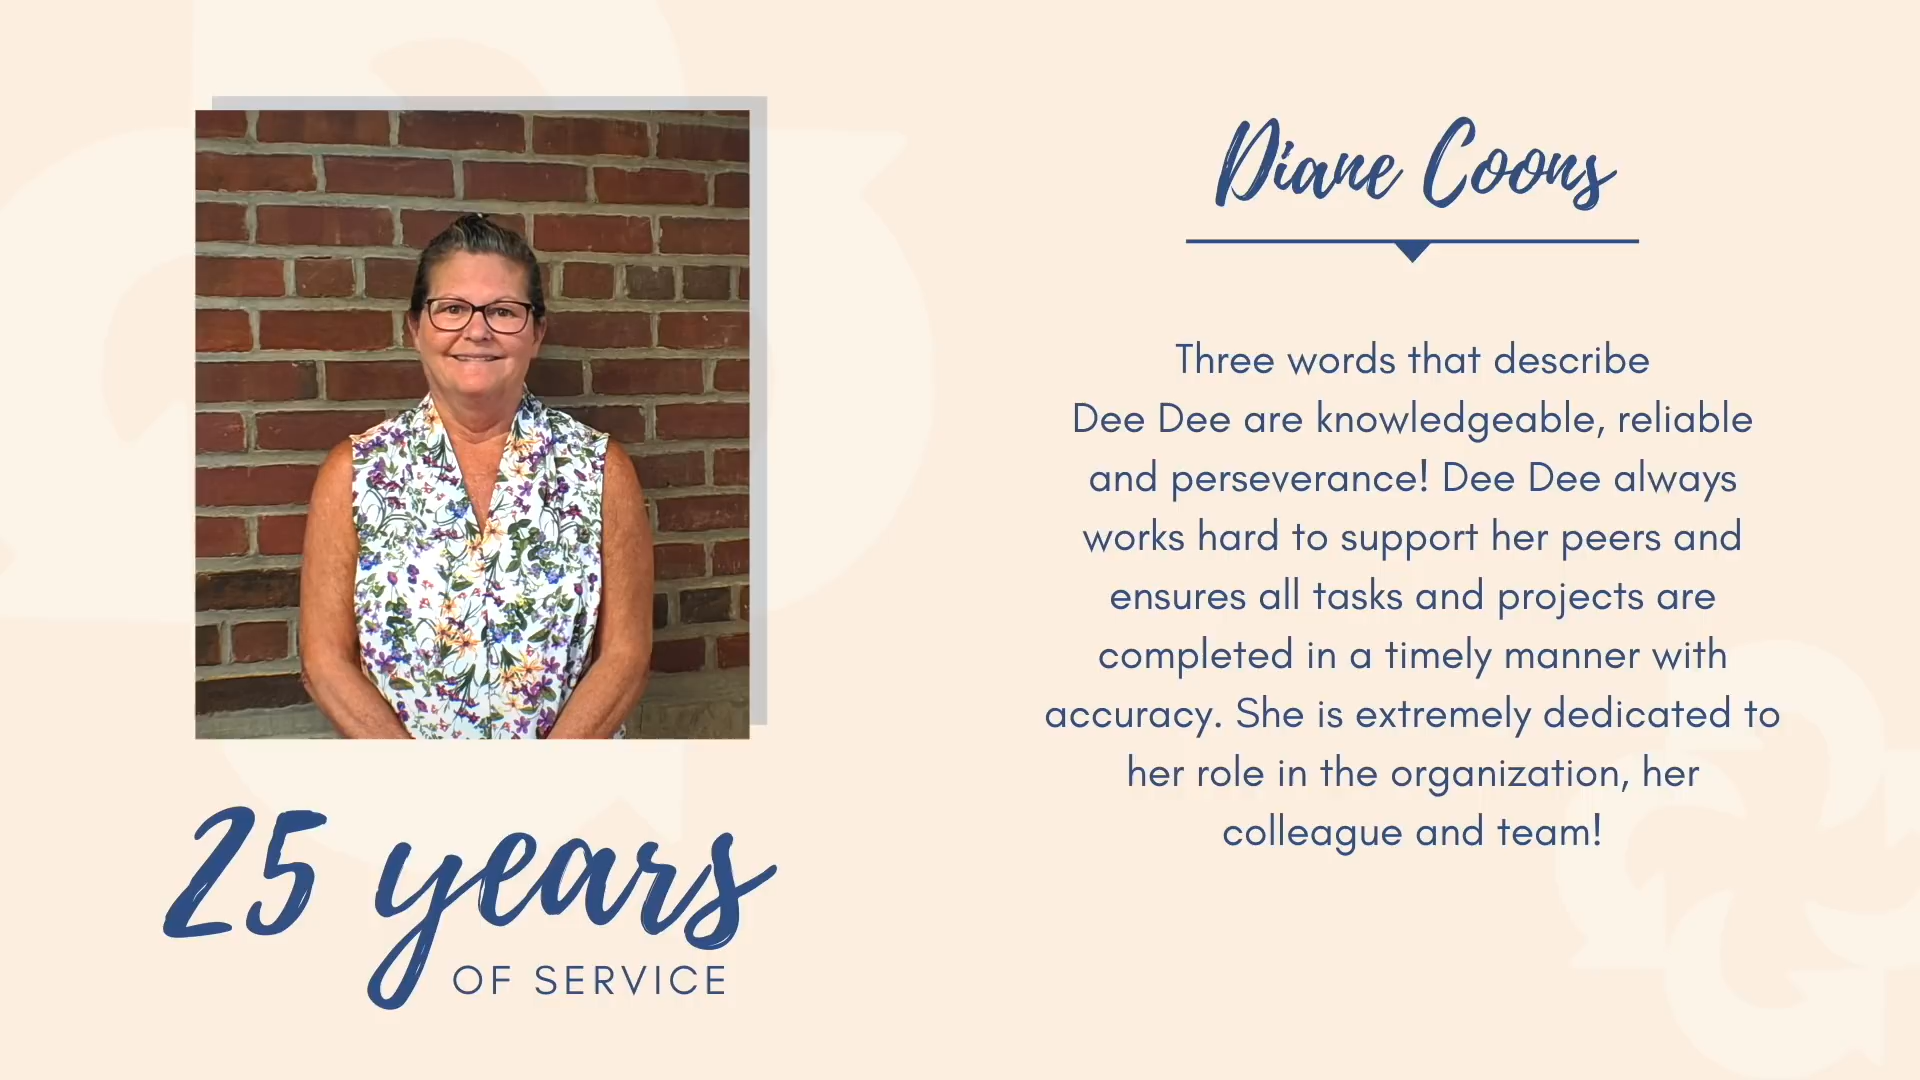 Diane Coons
Three words that describe
Dee Dee are knowledgeable, reliable
and perseverance! Dee Dee always
works hard to support her peers and
ensures all tasks and projects are
completed in a timely manner with
accuracy. She is extremely dedicated to
her role in the organization, her
colleague and team!
25 years
OF SERVICE